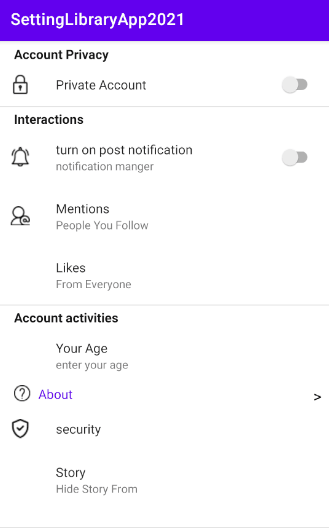 SettingLibraryApp2021
Account Privacy
Private Account
Interactions
turn on post notification
notification manger
Mentions
People You Follow
Likes
From Everyone
Account activities
Your Age
enter your age
About >
security
Story
Hide Story From